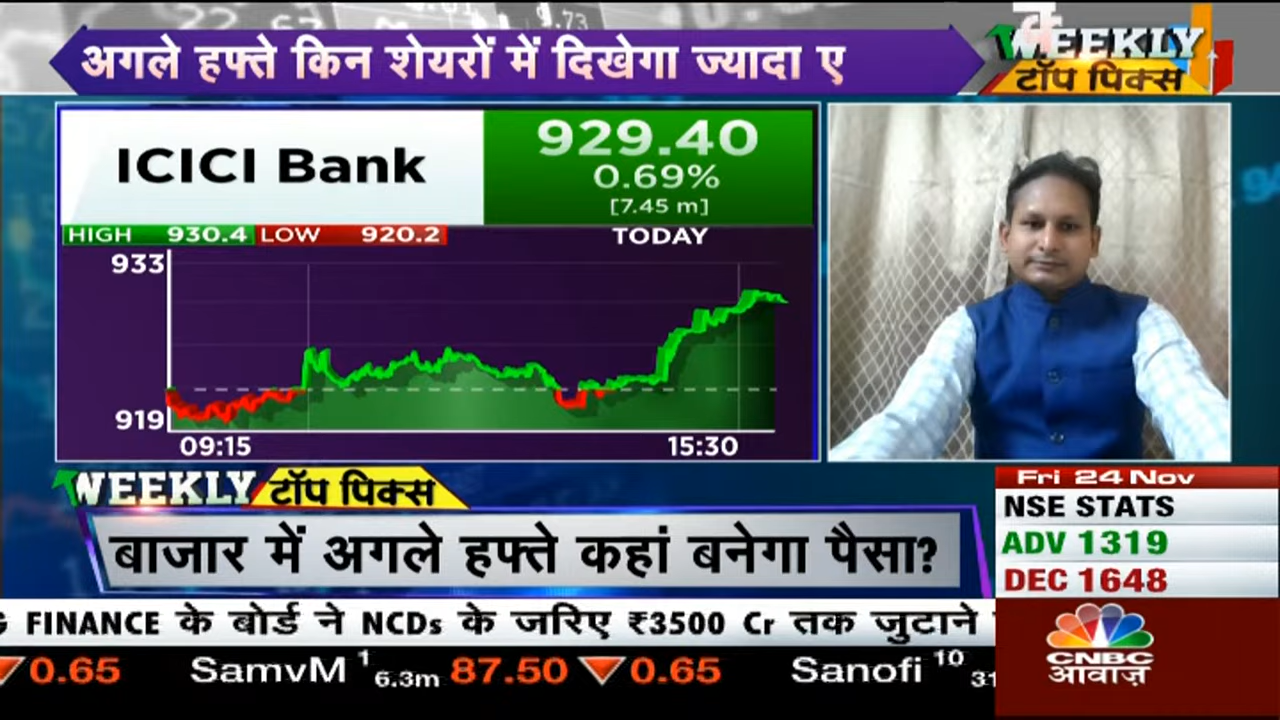 अगले हफ्ते किन शेयरों में दिखेगा ज्यादा ए
WEEKLY
टॉप पिक्स
ICICI Bank
929.40
0.69%
[7.45 m]
HIGH 930.4 LOW 920.2
TODAY
933
919
09:15
15:30
WEEKLY टॉप पिक्स
बाजार में अगले हफ्ते कहां बनेगा पैसा?
Fri 24 Nov
NSE STATS
ADV 1319
DEC 1648
FINANCE के बोर्ड ने NCDs के जरिए ₹3500 Cr तक जुटाने
0.65 SamvM 1 6.3m 87.50 0.65 Sanofi 10 31
CNBC
आवाज़